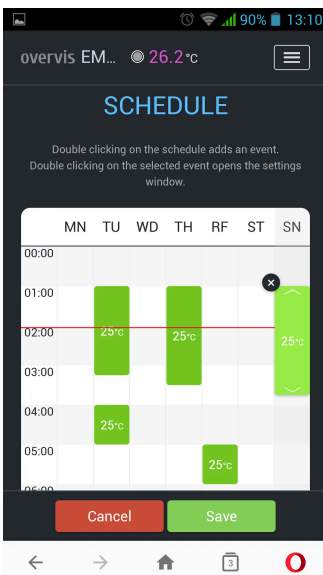 90% 13:10
overvis EM... 26.2°C
SCHEDULE
Double clicking on the schedule adds an event.
Double clicking on the selected event opens the settings
window.
MN TU WD TH RF ST SN
00:00
01:00
02:00
25°C
25°C
25°C
03:00
04:00
25°C
05:00
25°C
06:00
Cancel Save
3